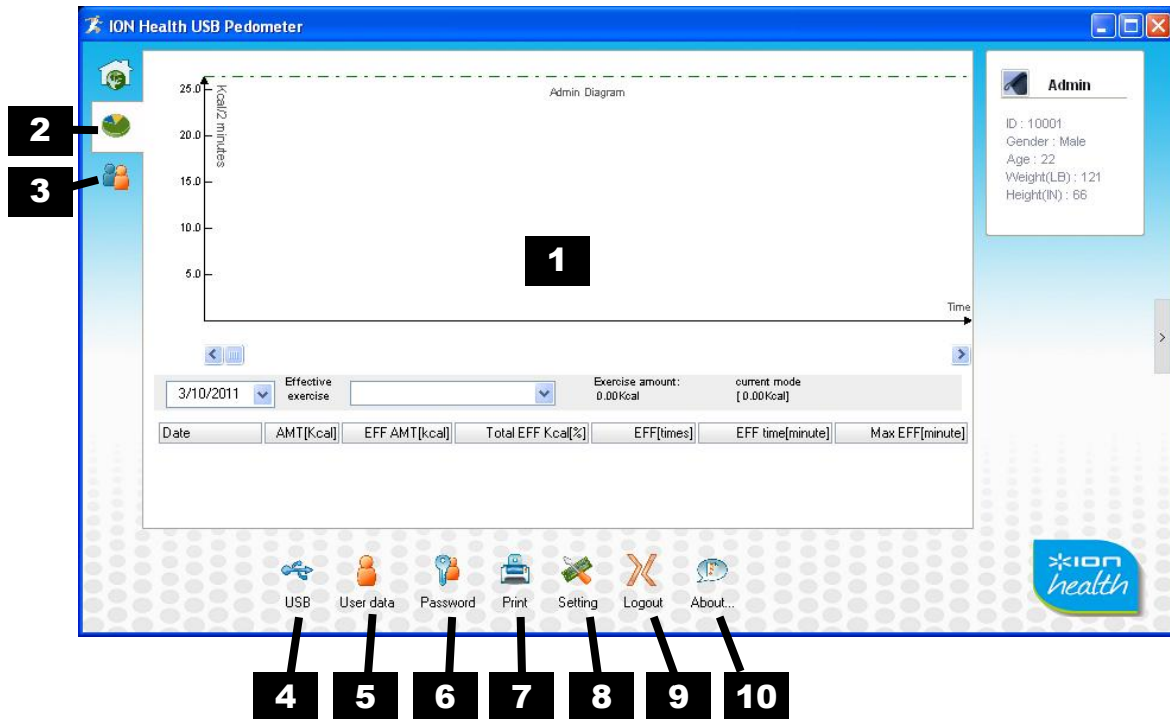 ION Health USB Pedometer
25.0
20.0
15.0
10.0
5.0
Kcal/2 minutes
Admin Diagram
Time
1
2
3
Admin
ID : 10001
Gender : Male
Age : 22
Weight(LB) : 121
Height(IN) : 66
3/10/2011
Effective
exercise
Exercise amount:
0.00Kcal
current mode
[ 0.00Kcal]
Date AMT[Kcal] EFF AMT[kcal] Total EFF Kcal[%] EFF[times] EFF time[minute] Max EFF[minute]
USB User data Password Print Setting Logout About...
ion
health
4 5 6 7 8 9 10